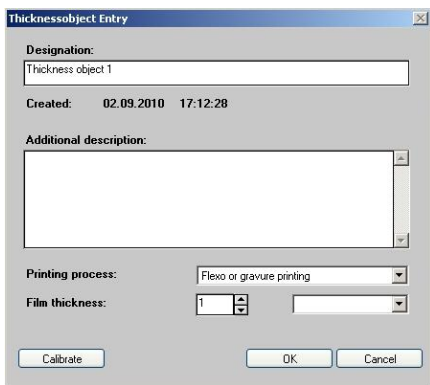 Thicknessobject Entry
Designation:
Thickness object 1
Created: 02.09.2010 17:12:28
Additional description:
Printing process: Flexo or gravure printing
Film thickness: 1
Calibrate OK Cancel